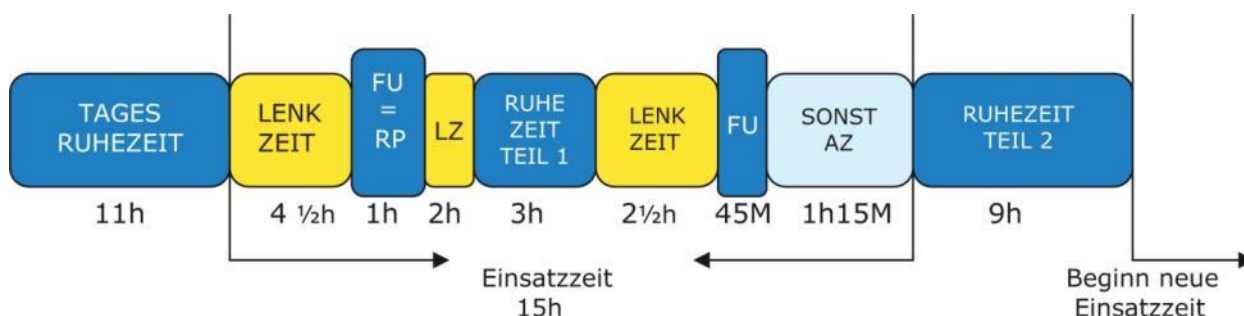 TAGES
RUHEZEIT
LENK
ZEIT
FU
=
RP
LZ
RUHE
ZEIT
TEIL 1
LENK
ZEIT
FU
SONST
AZ
RUHEZEIT
TEIL 2
11h
4 ½h
1h
2h
3h
2½h
45M
1h15M
9h
Einsatzzeit
15h
Beginn neue
Einsatzzeit